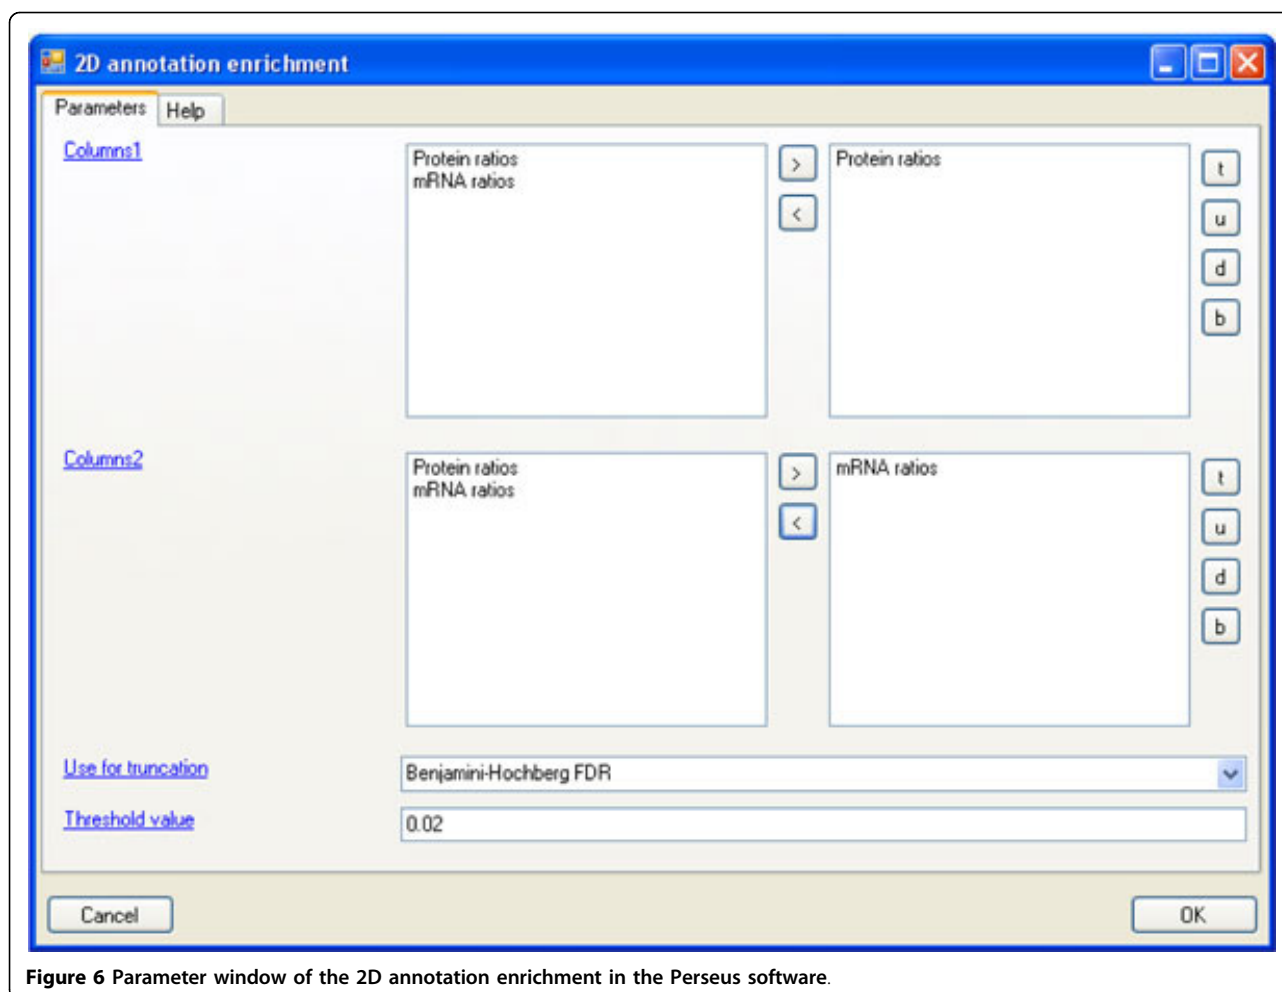 2D annotation enrichment
Parameters Help
Columns1
Protein ratios
mRNA ratios
>
<
Protein ratios
t
u
d
b
Columns2
Protein ratios
mRNA ratios
>
<
mRNA ratios
t
u
d
b
Use for truncation Benjamini-Hochberg FDR
Threshold value 0.02
Cancel OK
Figure 6 Parameter window of the 2D annotation enrichment in the Perseus software.